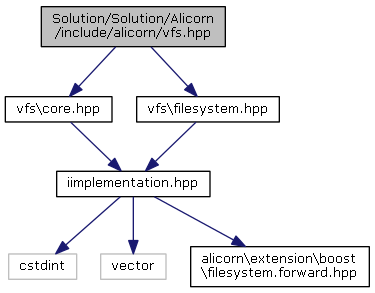 Solution/Solution/Alicorn
/include/alicorn/vfs.hpp
vfs\core.hpp
vfs\filesystem.hpp
iimplementation.hpp
cstdint
vector
alicorn\extension\boost
\filesystem.forward.hpp